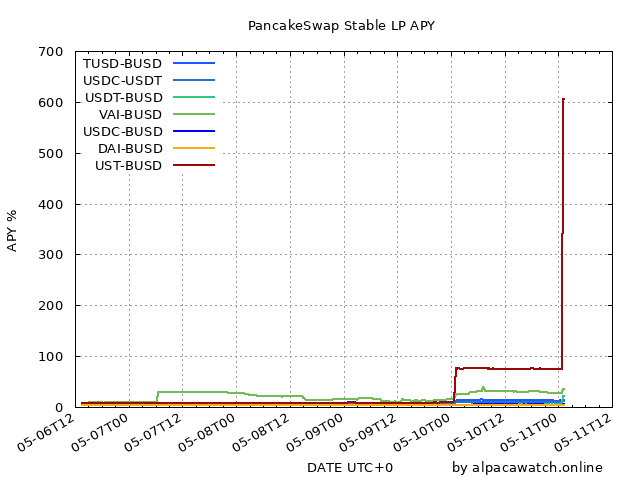 PancakeSwap Stable LP APY
700
600
500
400
300
200
100
0
APY %
TUSD-BUSD
USDC-USDT
USDT-BUSD
VAI-BUSD
USDC-BUSD
DAI-BUSD
UST-BUSD
05-06T12
05-07T00
05-07T12
05-08T00
05-08T12
05-09T00
05-09T12
05-10T00
05-10T12
05-11T00
05-11T12
DATE UTC+0
by alpacawatch.online